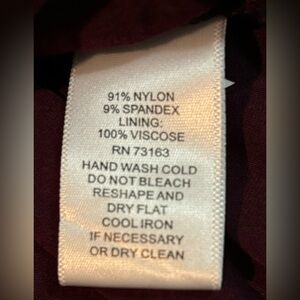 91% NYLON
9% SPANDEX
LINING:
100% VISCOSE
RN 73163
HAND WASH COLD
DO NOT BLEACH
RESHAPE AND
DRY FLAT
COOL IRON
IF NECESSARY
OR DRY CLEAN